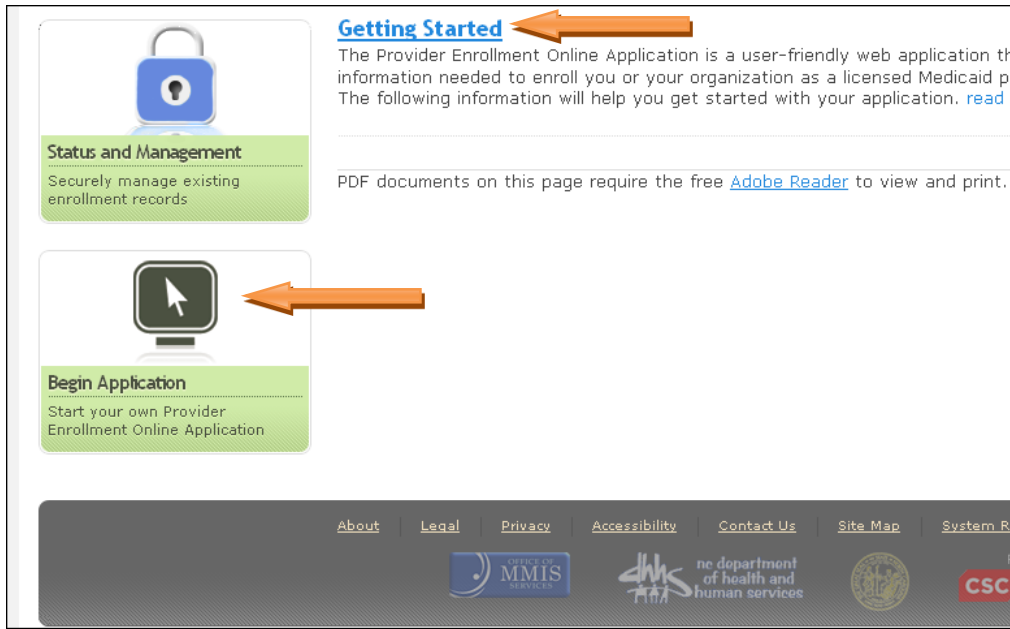 Getting Started
The Provider Enrollment Online Application is a user-friendly web application th
information needed to enroll you or your organization as a licensed Medicaid p
The following information will help you get started with your application. read
Status and Management
Securely manage existing
enrollment records
PDF documents on this page require the free Adobe Reader to view and print.
Begin Application
Start your own Provider
Enrollment Online Application
About
Legal
Privacy
Accessibility
Contact Us
Site Map
System R
OFFICE OF
MMIS
SERVICES
dhhs
nc department
of health and
human services
CSC